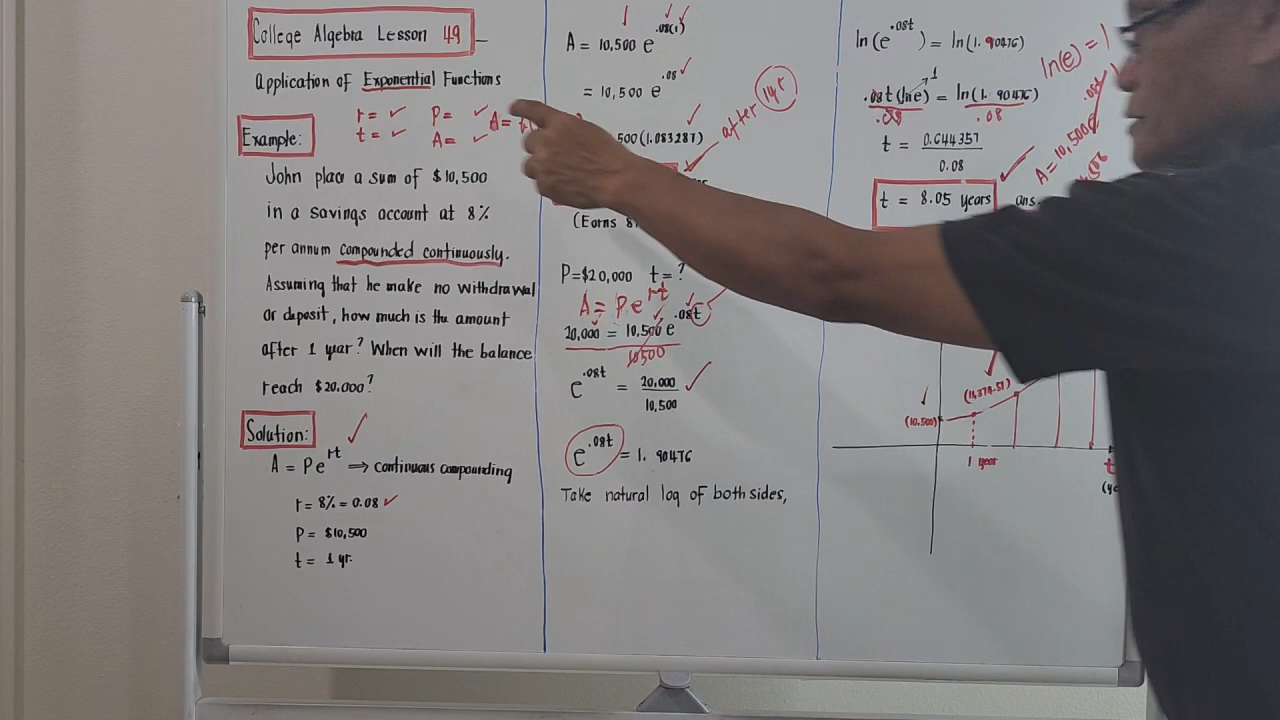 College Algebra Lesson 49
Application of Exponential Functions
r = ✓ P = ✓
t = ✓ A = ✓ A =
Example:
John place a sum of $10,500
in a savings account at 8%
per annum compounded continuously.
Assuming that he make no withdrawal
or deposit, how much is the amount
after 1 year? When will the balance
reach $20.000?
Solution: ✓
A = Pe^rt ⟹ continuous compounding
r = 8% = 0.08 ✓
P = $10,500
t = 1 yr.
A = 10,500 e^.08(1)
= 10,500 e^.08 ✓
500(1.083287)
after 1yr
(Earns 8
P=$20,000 t = ?
A = Pe^rt
20,000 = 10,500 e^.08t
10500
e^.08t = 20,000/10,500 ✓
e^.08t = 1.90476
Take natural log of both sides,
ln(e^.08t) = ln(1.90476)
ln(e) = 1
.08t(lne)^1 = ln(1.90476)
.08 .08
t = 0.644357/0.08
A = 10,500e^.08t
t = 8.05 years ans.
(10,500)
(11,374.51)
1 year
t